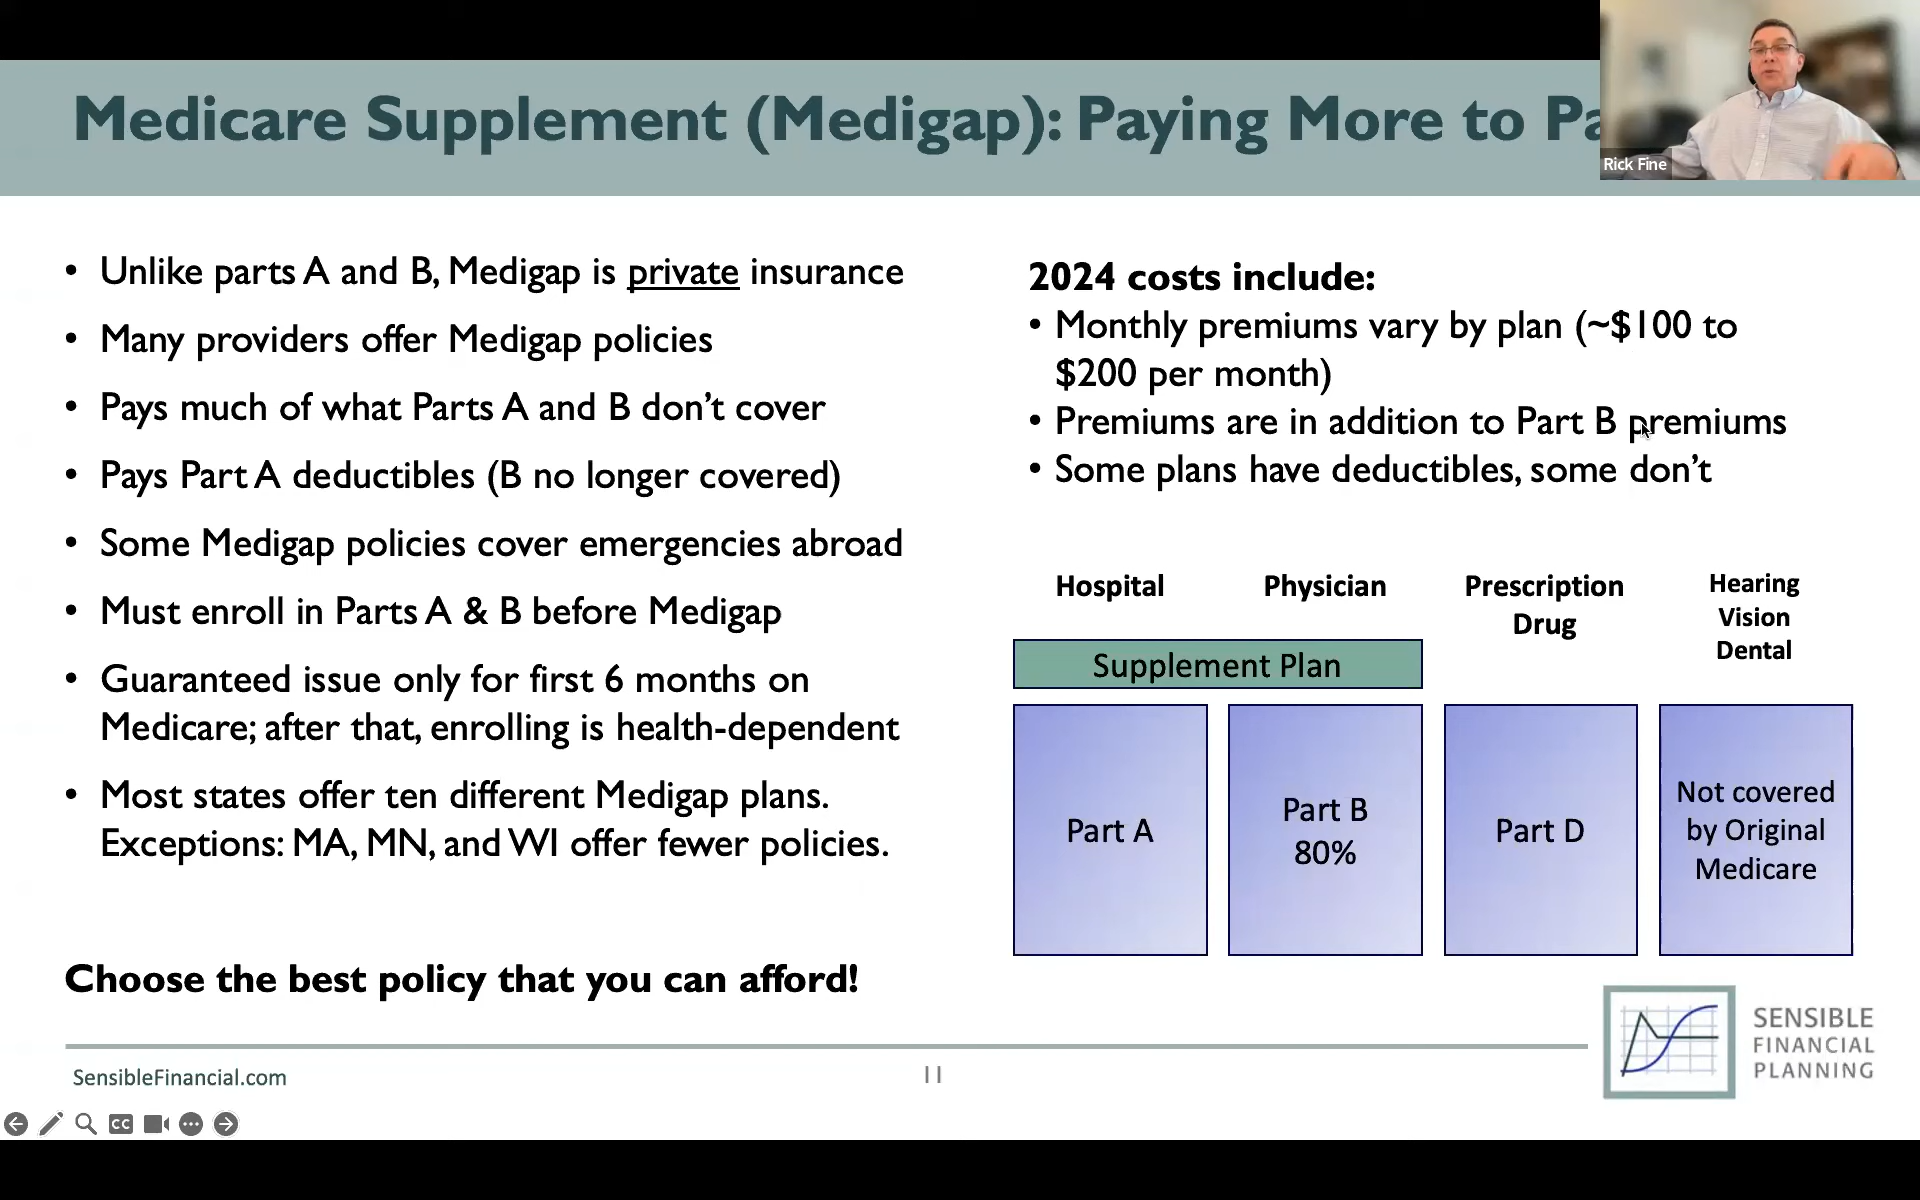 Medicare Supplement (Medigap): Paying More to
Rick Fine
• Unlike parts A and B, Medigap is private insurance
• Many providers offer Medigap policies
• Pays much of what Parts A and B don’t cover
• Pays Part A deductibles (B no longer covered)
• Some Medigap policies cover emergencies abroad
• Must enroll in Parts A & B before Medigap
• Guaranteed issue only for first 6 months on
Medicare; after that, enrolling is health-dependent
• Most states offer ten different Medigap plans.
Exceptions: MA, MN, and WI offer fewer policies.
Choose the best policy that you can afford!
2024 costs include:
• Monthly premiums vary by plan (~$100 to
$200 per month)
• Premiums are in addition to Part B premiums
• Some plans have deductibles, some don’t
Hospital
Physician
Prescription
Drug
Hearing
Vision
Dental
Supplement Plan
Part A
Part B
80%
Part D
Not covered
by Original
Medicare
SENSIBLE
FINANCIAL
PLANNING
SensibleFinancial.com
11
CC